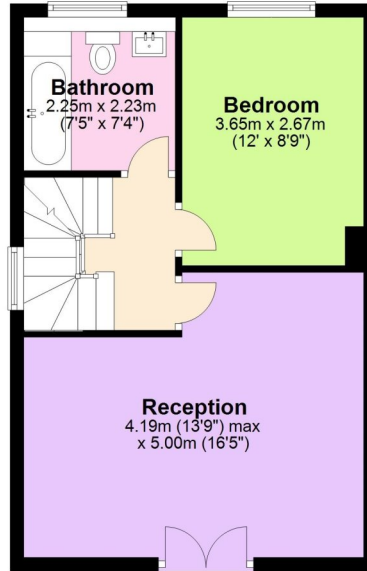 Bathroom
2.25m x 2.23m
(7'5" x 7'4")
Bedroom
3.65m x 2.67m
(12' x 8'9")
Reception
4.19m (13'9") max
x 5.00m (16'5")